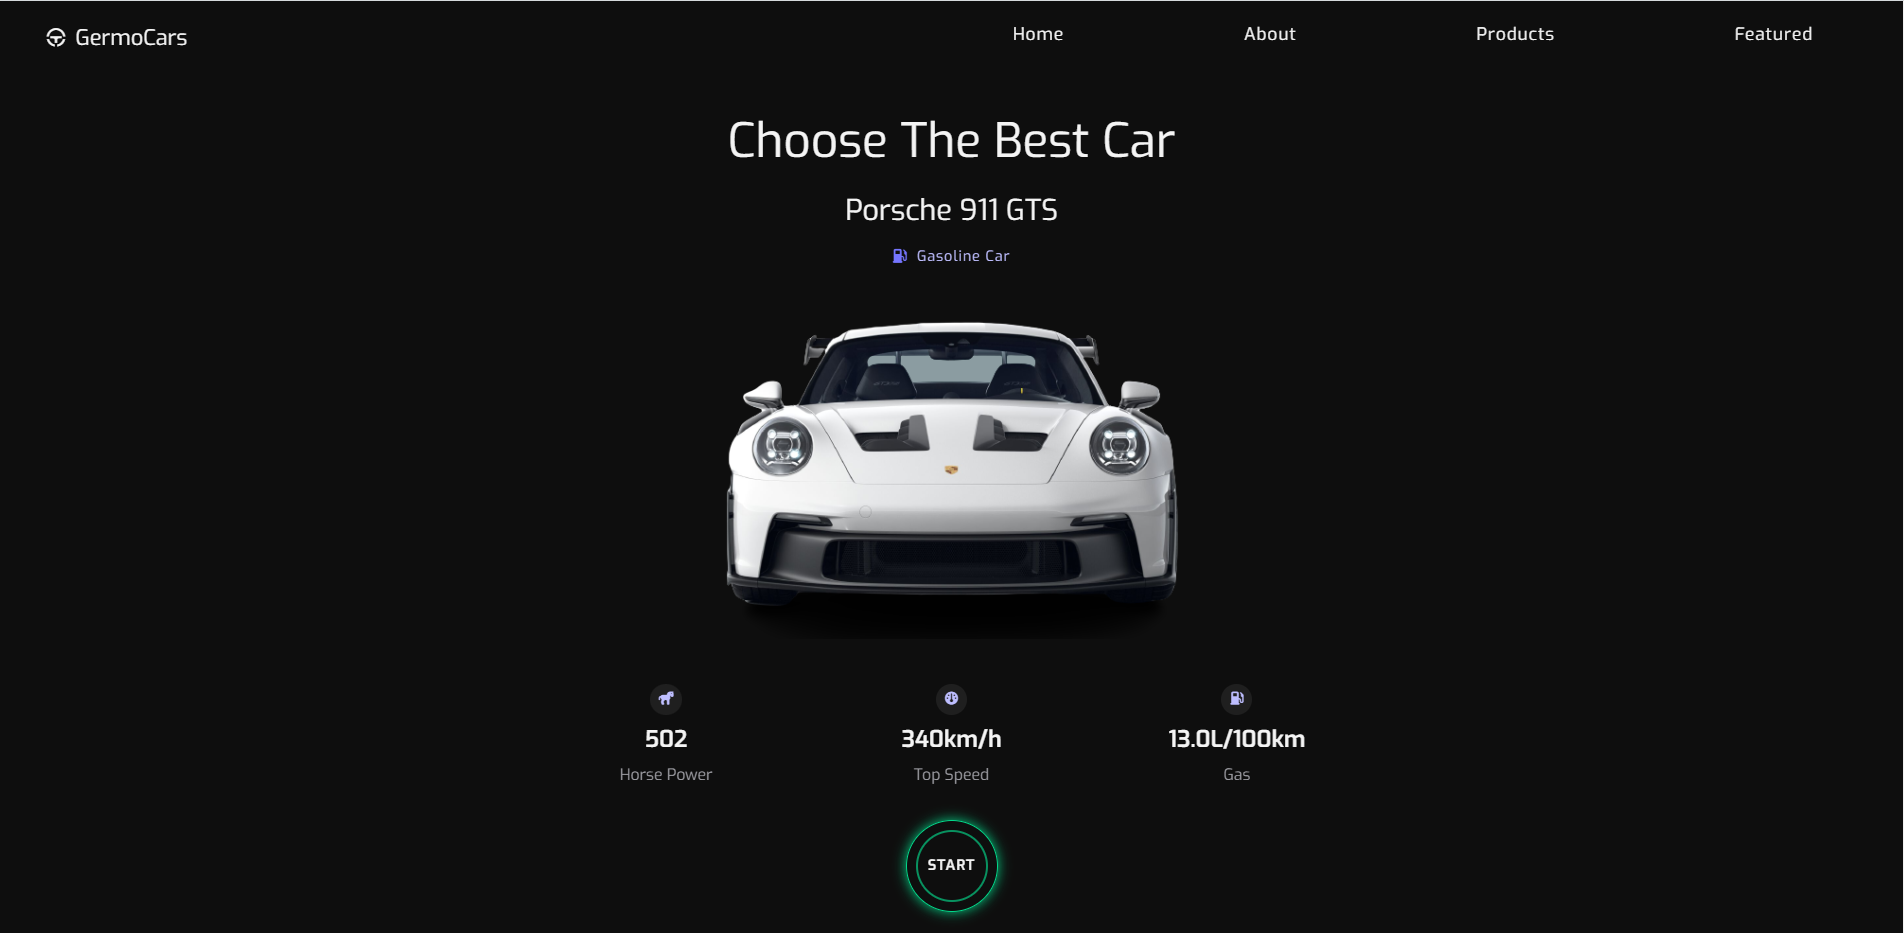 GermoCars
Home
About
Products
Featured
Choose The Best Car
Porsche 911 GTS
Gasoline Car
502
Horse Power
340km/h
Top Speed
13.0L/100km
Gas
START